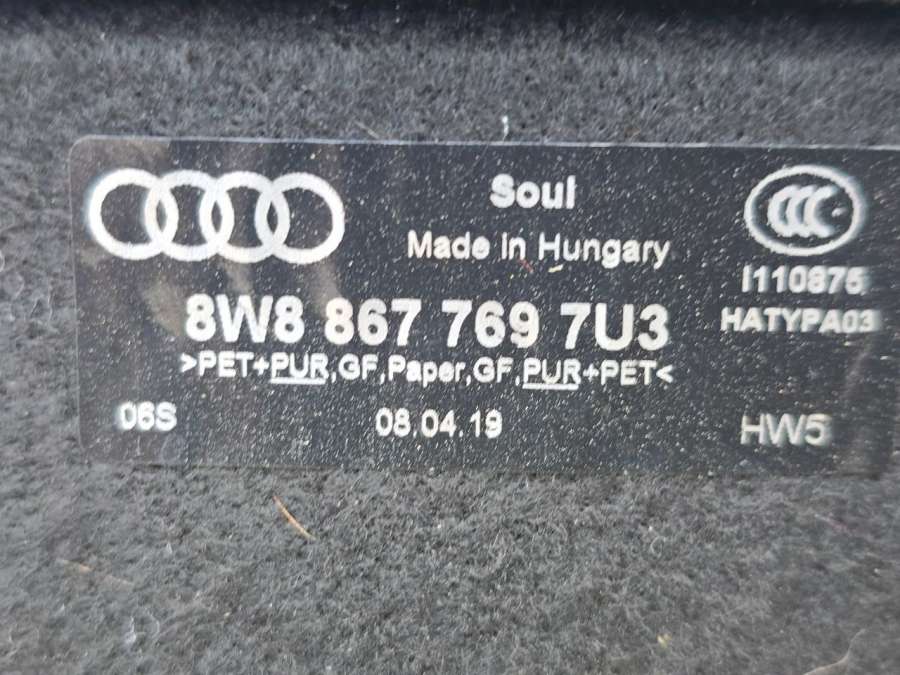 Soul
Made in Hungary
CCC
I110875
HATYPA03
8W8 867 769 7U3
>PET+PUR,GF,Paper,GF,PUR+PET<
06S
08.04.19
HW5